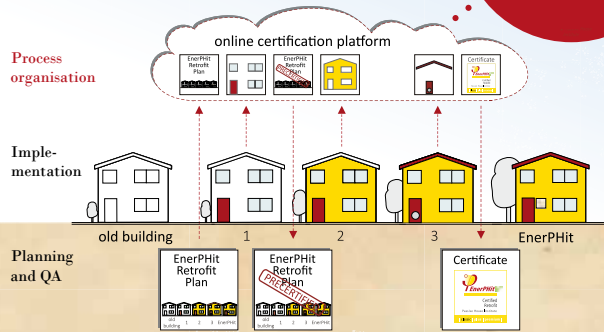 online certification platform
Process
organisation
EnerPHit
Retrofit
Plan
EnerPHit
Retrofit
Plan
PRECERTIFIED
Certificate
EnerPHit
Imple-
mentation
old building
1
2
3
EnerPHit
Planning
and QA
EnerPHit
Retrofit
Plan
old
building
1
2
3
EnerPHit
EnerPHit
Retrofit
Plan
PRECERTIFIED
old
building
1
2
3
EnerPHit
Certificate
EnerPHit
Certified
Retrofit